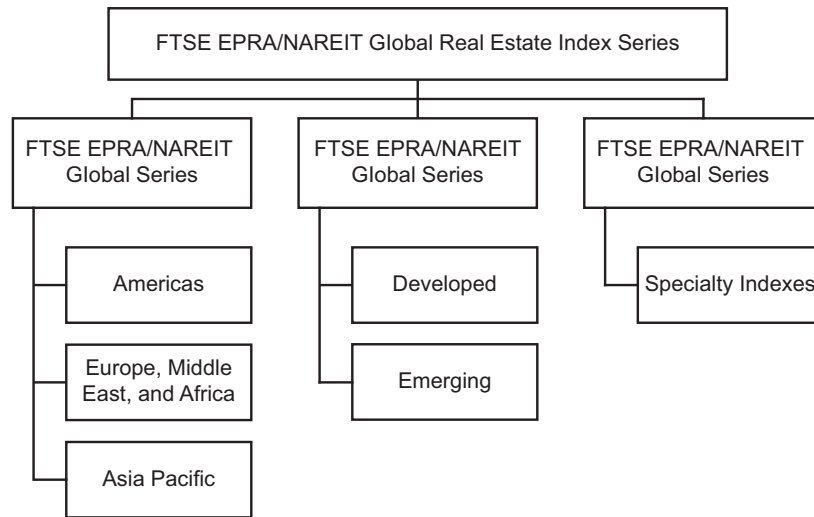 FTSE EPRA/NAREIT Global Real Estate Index Series
FTSE EPRA/NAREIT
Global Series
Americas
Europe, Middle
East, and Africa
Asia Pacific
FTSE EPRA/NAREIT
Global Series
Developed
Emerging
FTSE EPRA/NAREIT
Global Series
Specialty Indexes